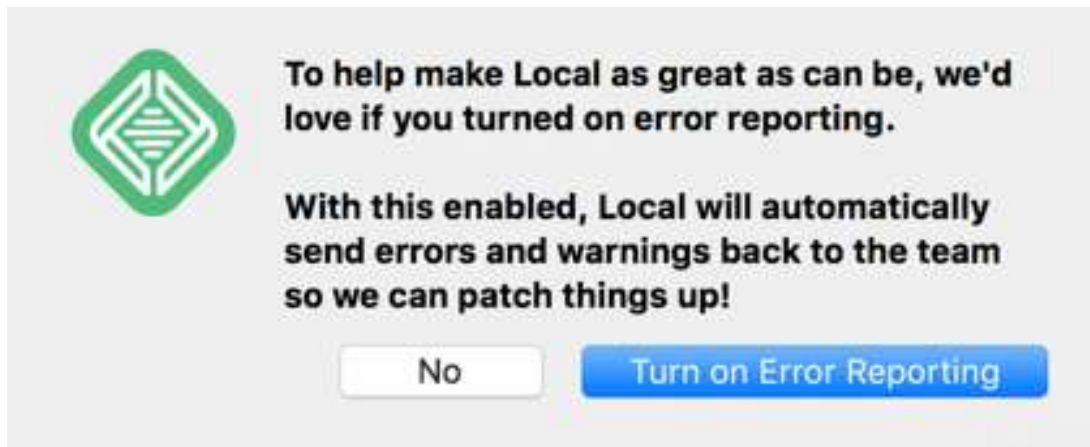 To help make Local as great as can be, we'd
love if you turned on error reporting.
With this enabled, Local will automatically
send errors and warnings back to the team
so we can patch things up!
No
Turn on Error Reporting